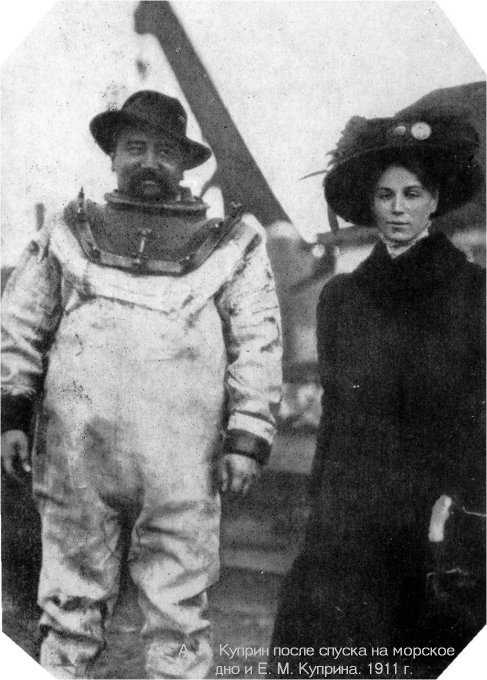 А. Куприн после спуска на морское
дно и Е. М. Куприна. 1911 г.